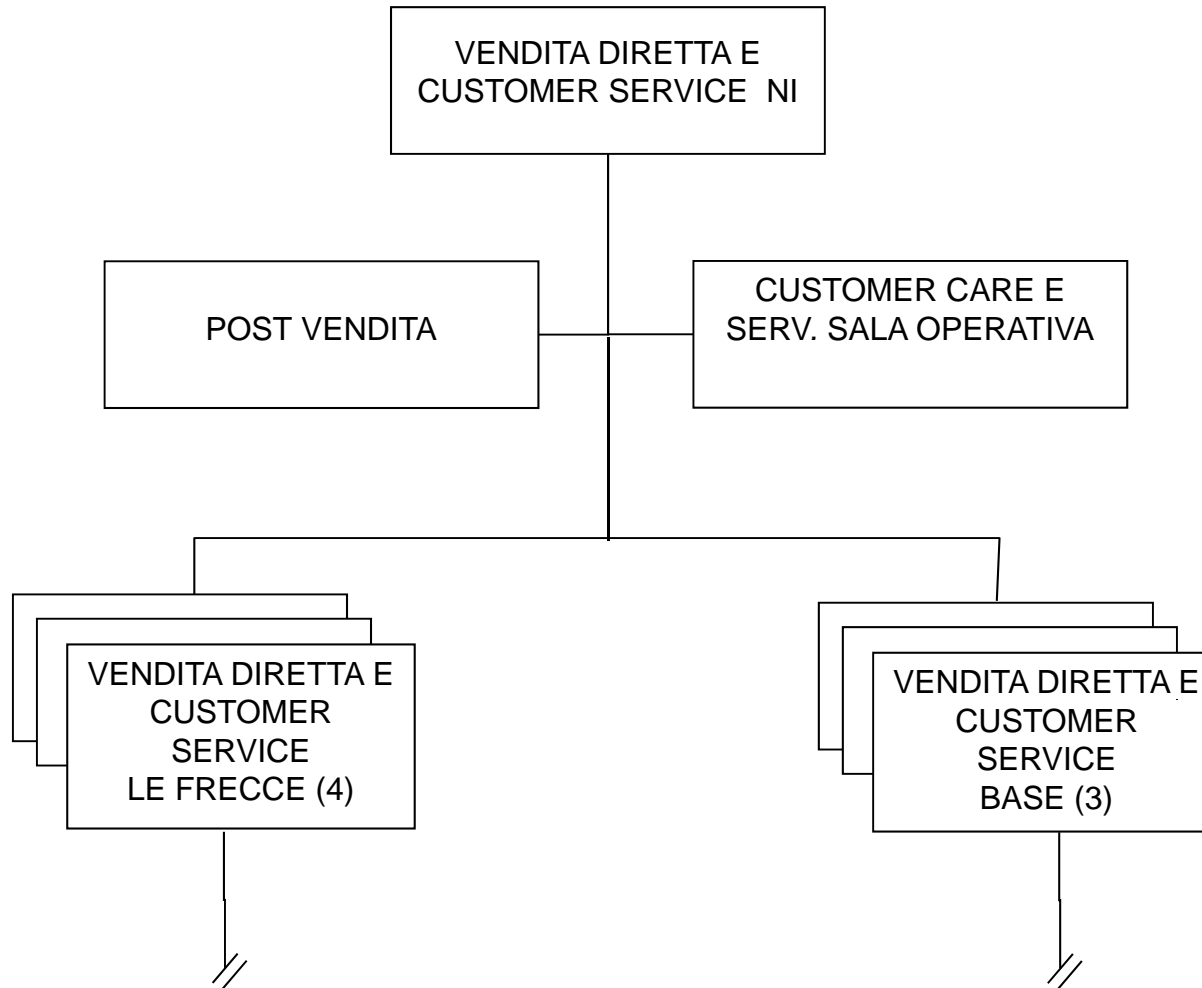 VENDITA DIRETTA E
CUSTOMER SERVICE NI
POST VENDITA
CUSTOMER CARE E
SERV. SALA OPERATIVA
VENDITA DIRETTA E
CUSTOMER
SERVICE
LE FRECCE (4)
VENDITA DIRETTA E
CUSTOMER
SERVICE
BASE (3)